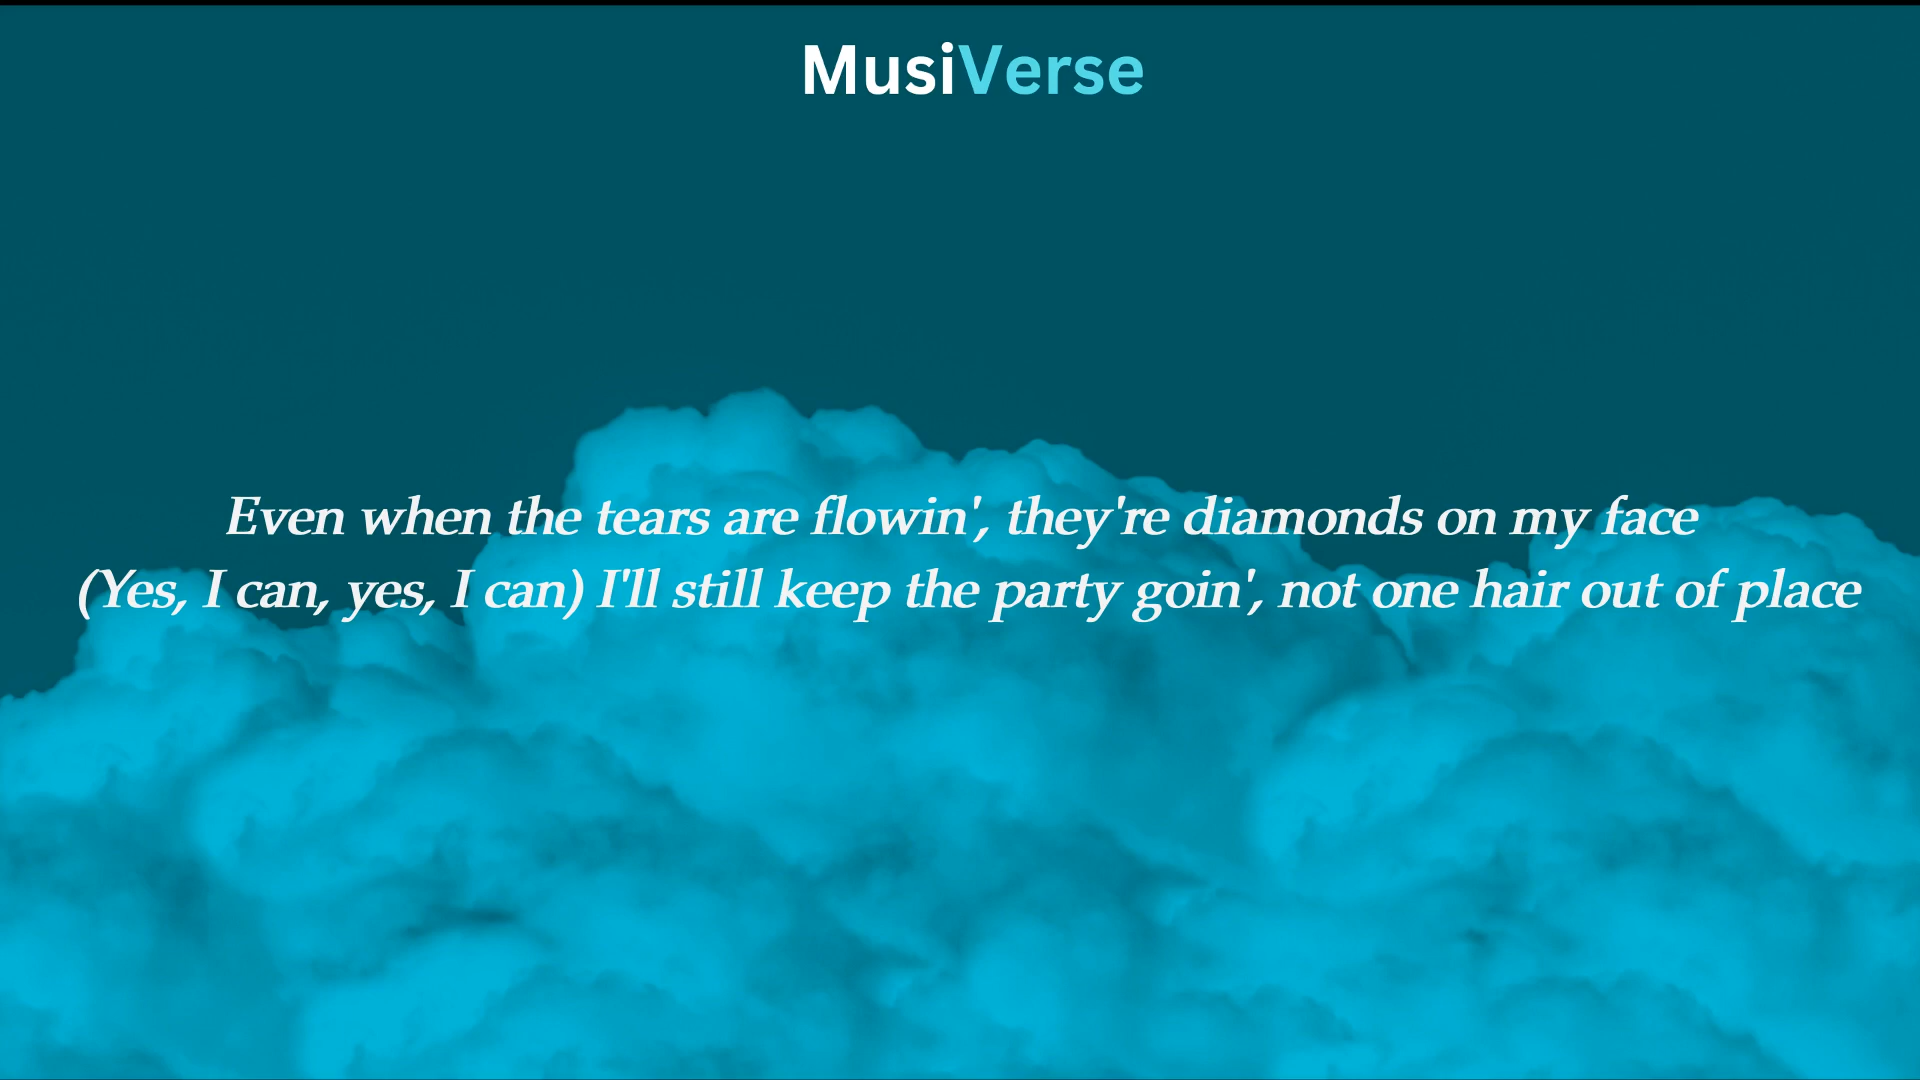 MusiVerse
Even when the tears are flowin', they're diamonds on my face
(Yes, I can, yes, I can) I'll still keep the party goin', not one hair out of place